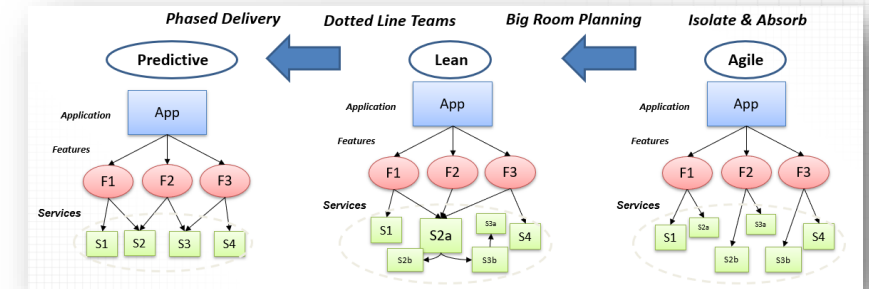 Phased Delivery
Dotted Line Teams
Big Room Planning
Isolate & Absorb
Predictive
Lean
Agile
Application
App
Features
F1
F2
F3
Services
S1
S2
S3
S4
Application
App
Features
F1
F2
F3
Services
S1
S2a
S3a
S4
S2b
S3b
Application
App
Features
F1
F2
F3
Services
S1
S2a
S3a
S4
S2b
S3b